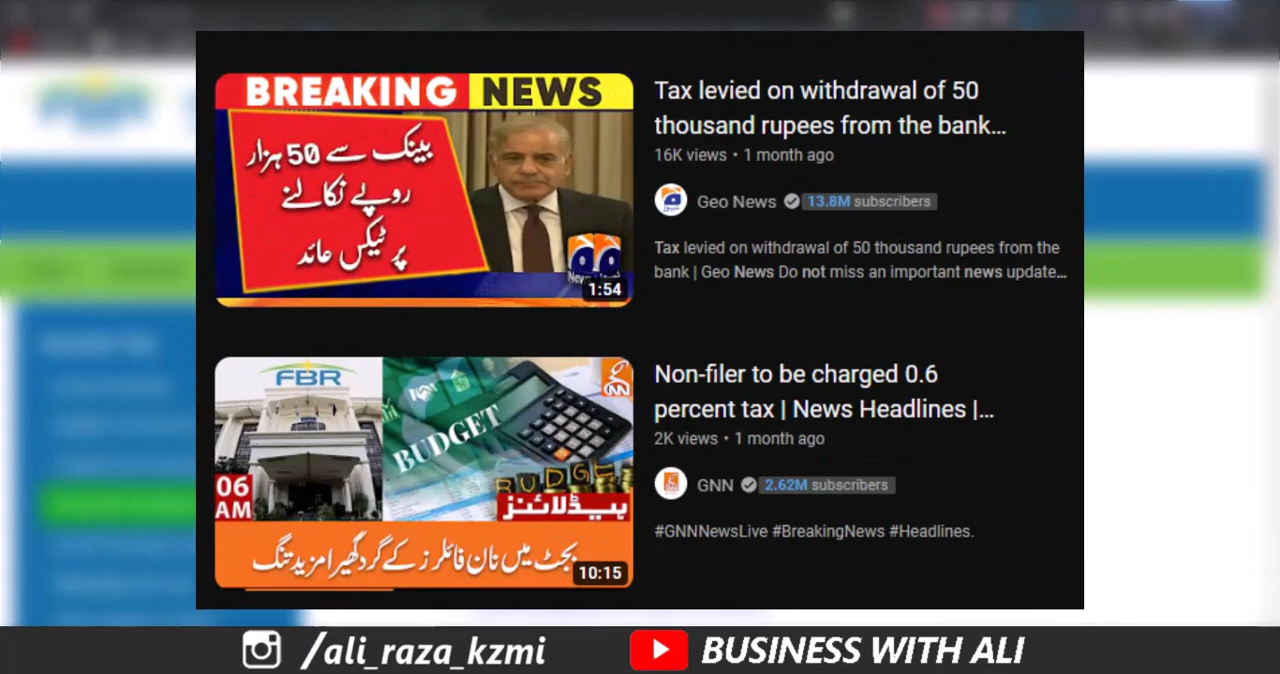 BREAKING NEWS
بینک سے 50 ہزار
روپے نکالنے
پر ٹیکس عائد
1:54
Tax levied on withdrawal of 50
thousand rupees from the bank...
16K views • 1 month ago
Geo News 13.8M subscribers
Tax levied on withdrawal of 50 thousand rupees from the
bank | Geo News Do not miss an important news update...
FBR
BUDGET
BUDGE
GNN
06
AM
ہیڈلائنز
بجٹ میں نان فائلرز کے گرد گھیرا مزید تنگ
10:15
Non-filer to be charged 0.6
percent tax | News Headlines |...
2K views • 1 month ago
GNN 2.62M subscribers
#GNNNewsLive #BreakingNews #Headlines.
/ali_raza_kzmi
BUSINESS WITH ALI